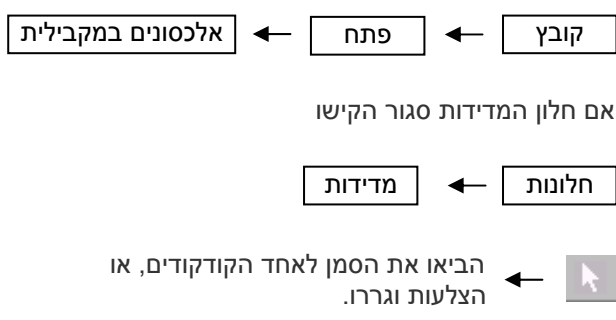 קובץ פתח אלכסונים במקבילית
אם חלון המדידות סגור הקישו
חלונות מדידות
הביאו את הסמן לאחד הקודקודים, או
הצלעות וגררו.